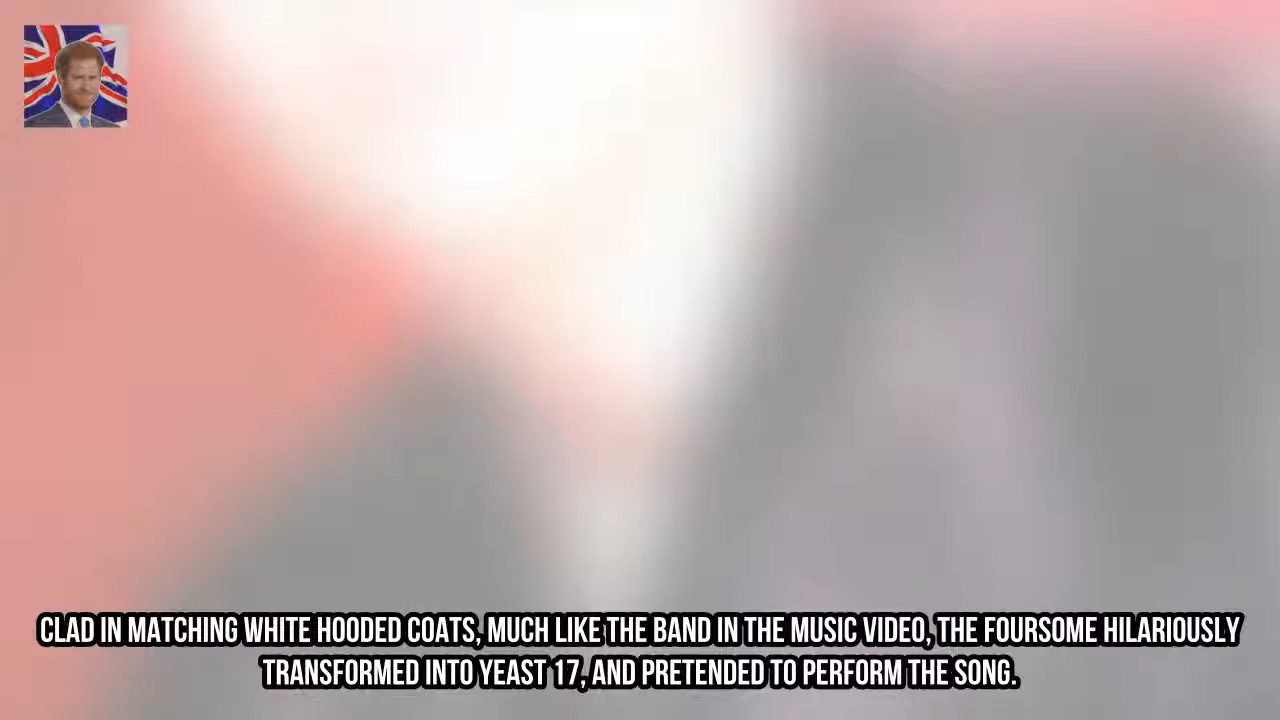 CLAD IN MATCHING WHITE HOODED COATS, MUCH LIKE THE BAND IN THE MUSIC VIDEO, THE FOURSOME HILARIOUSLY
TRANSFORMED INTO YEAST 17, AND PRETENDED TO PERFORM THE SONG.